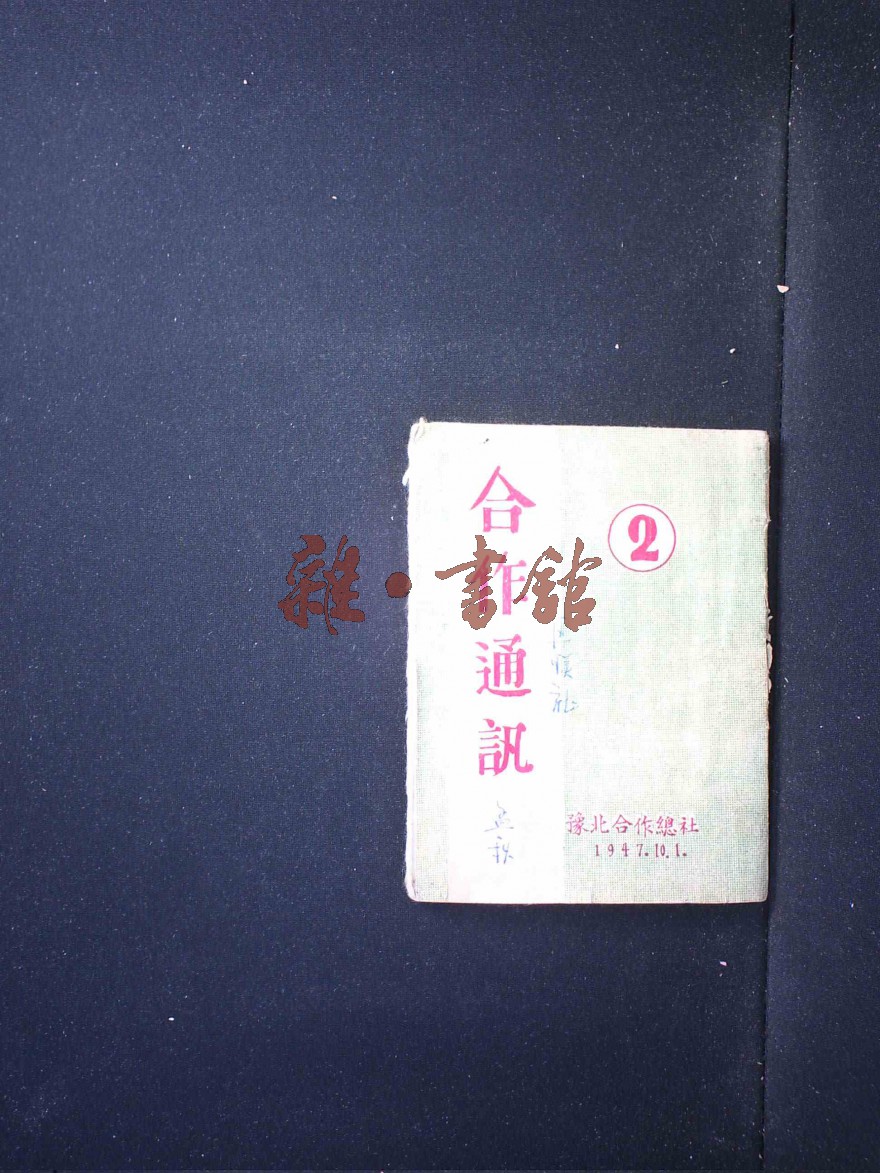 合作通訊
2
雜·書館
豫北合作總社
1947.10.1.